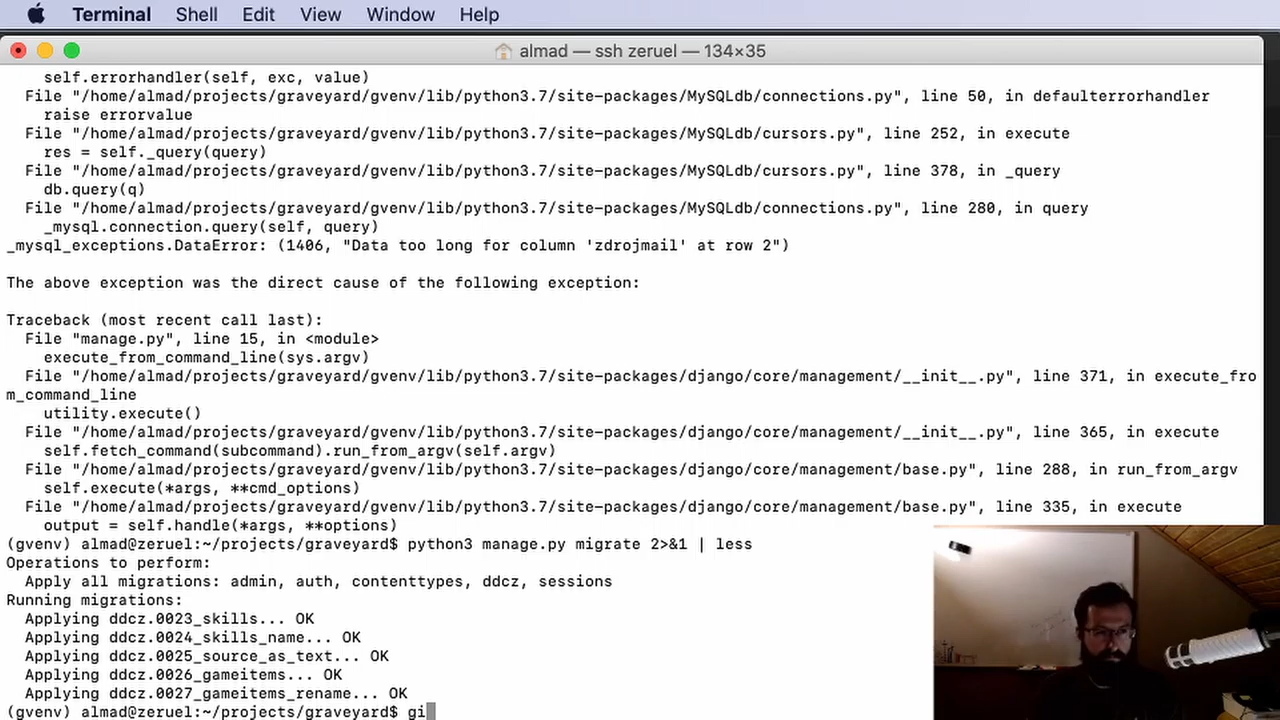 Terminal Shell Edit View Window Help
almad — ssh zeruel — 134×35
self.errorhandler(self, exc, value)
File "/home/almad/projects/graveyard/gvenv/lib/python3.7/site-packages/MySQLdb/connections.py", line 50, in defaulterrorhandler
raise errorvalue
File "/home/almad/projects/graveyard/gvenv/lib/python3.7/site-packages/MySQLdb/cursors.py", line 252, in execute
res = self._query(query)
File "/home/almad/projects/graveyard/gvenv/lib/python3.7/site-packages/MySQLdb/cursors.py", line 378, in _query
db.query(q)
File "/home/almad/projects/graveyard/gvenv/lib/python3.7/site-packages/MySQLdb/connections.py", line 280, in query
_mysql.connection.query(self, query)
_mysql_exceptions.DataError: (1406, "Data too long for column 'zdrojmail' at row 2")
The above exception was the direct cause of the following exception:
Traceback (most recent call last):
File "manage.py", line 15, in <module>
execute_from_command_line(sys.argv)
File "/home/almad/projects/graveyard/gvenv/lib/python3.7/site-packages/django/core/management/__init__.py", line 371, in execute_fro
m_command_line
utility.execute()
File "/home/almad/projects/graveyard/gvenv/lib/python3.7/site-packages/django/core/management/__init__.py", line 365, in execute
self.fetch_command(subcommand).run_from_argv(self.argv)
File "/home/almad/projects/graveyard/gvenv/lib/python3.7/site-packages/django/core/management/base.py", line 288, in run_from_argv
self.execute(*args, **cmd_options)
File "/home/almad/projects/graveyard/gvenv/lib/python3.7/site-packages/django/core/management/base.py", line 335, in execute
output = self.handle(*args, **options)
(gvenv) almad@zeruel:~/projects/graveyard$ python3 manage.py migrate 2>&1 | less
Operations to perform:
Apply all migrations: admin, auth, contenttypes, ddcz, sessions
Running migrations:
Applying ddcz.0023_skills... OK
Applying ddcz.0024_skills_name... OK
Applying ddcz.0025_source_as_text... OK
Applying ddcz.0026_gameitems... OK
Applying ddcz.0027_gameitems_rename... OK
(gvenv) almad@zeruel:~/projects/graveyard$ gi